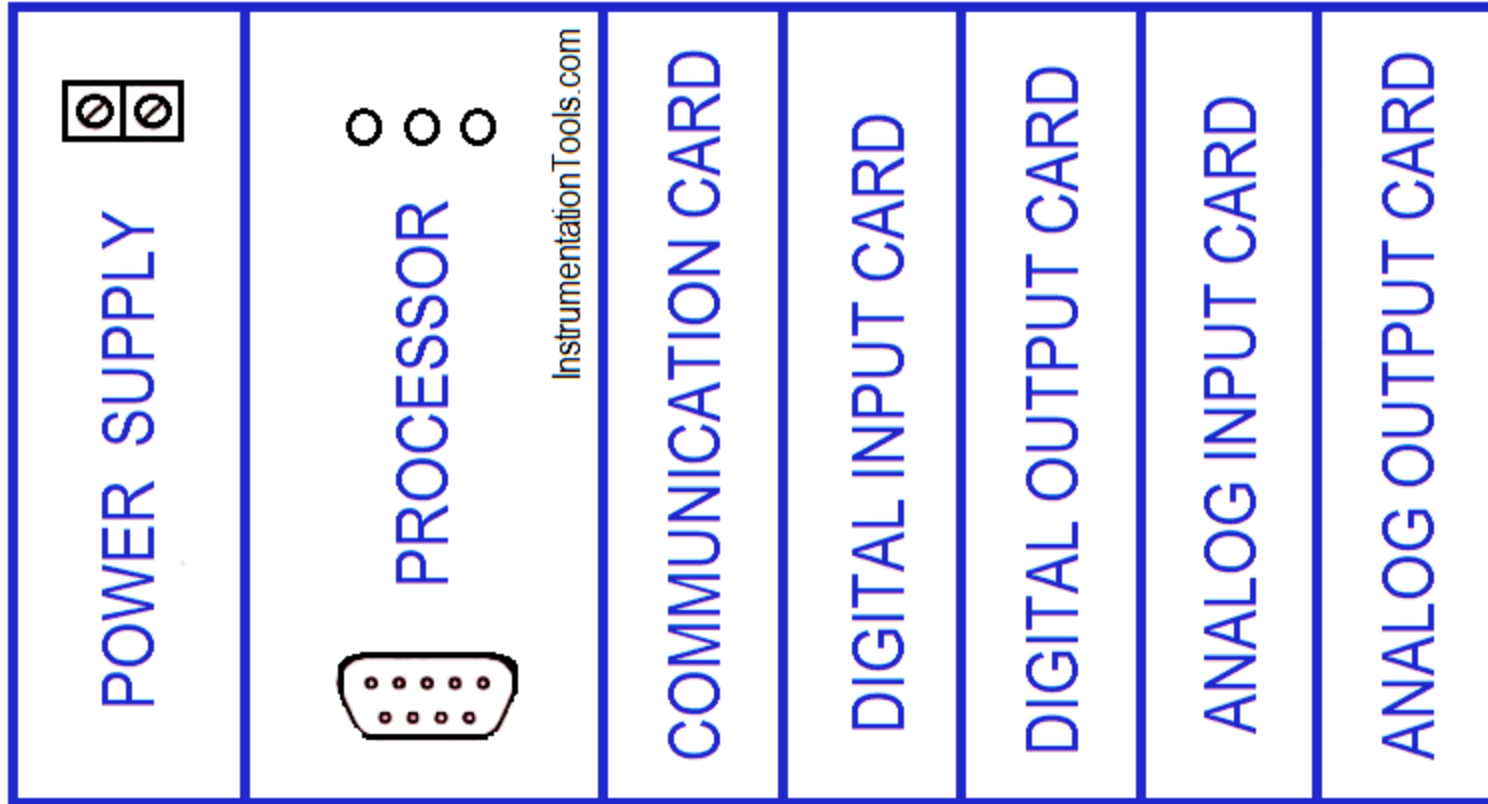 POWER SUPPLY
PROCESSOR
InstrumentationTools.com
COMMUNICATION CARD
DIGITAL INPUT CARD
DIGITAL OUTPUT CARD
ANALOG INPUT CARD
ANALOG OUTPUT CARD